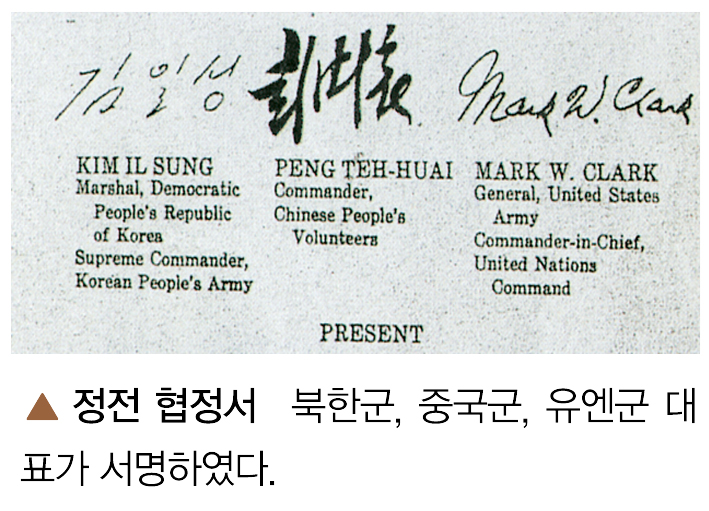 김일성 Mark W. Clark
KIM IL SUNG PENG TEH-HUAI MARK W. CLARK
Marshal, Democratic Commander, General, United States
People's Republic Chinese People's Army
of Korea Volunteers Commander-in-Chief,
Supreme Commander, United Nations
Korean People's Army Command
PRESENT
▲ 정전 협정서 북한군, 중국군, 유엔군 대
표가 서명하였다.